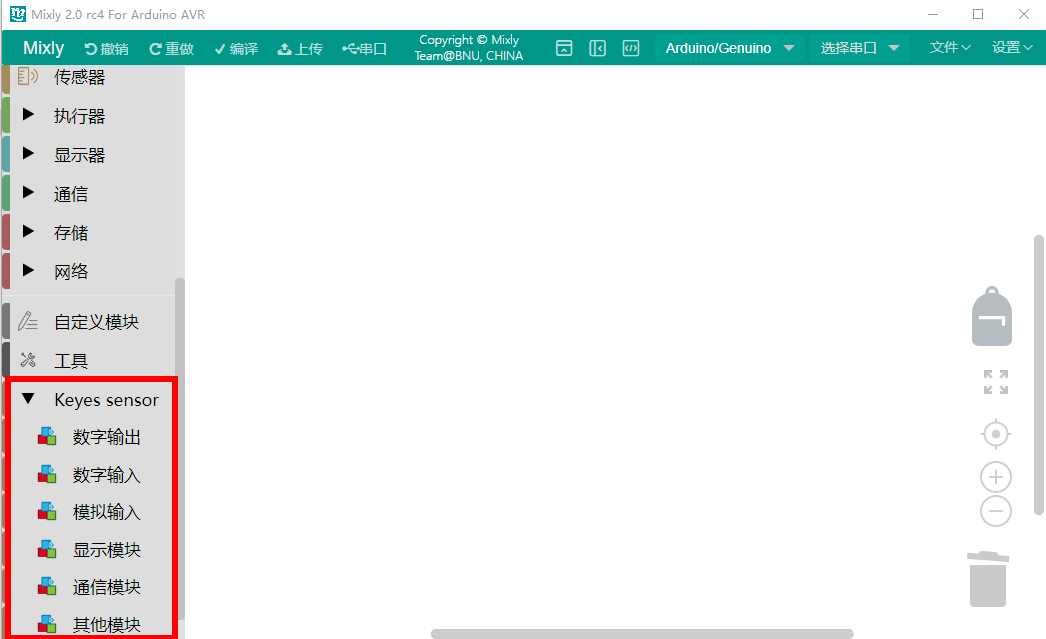 Mixly 2.0 rc4 For Arduino AVR
Mixly 撤销 重做 编译 上传 串口 Copyright © Mixly Team@BNU, CHINA Arduino/Genuino 选择串口 文件 设置
传感器
执行器
显示器
通信
存储
网络
自定义模块
工具
Keyes sensor
数字输出
数字输入
模拟输入
显示模块
通信模块
其他模块